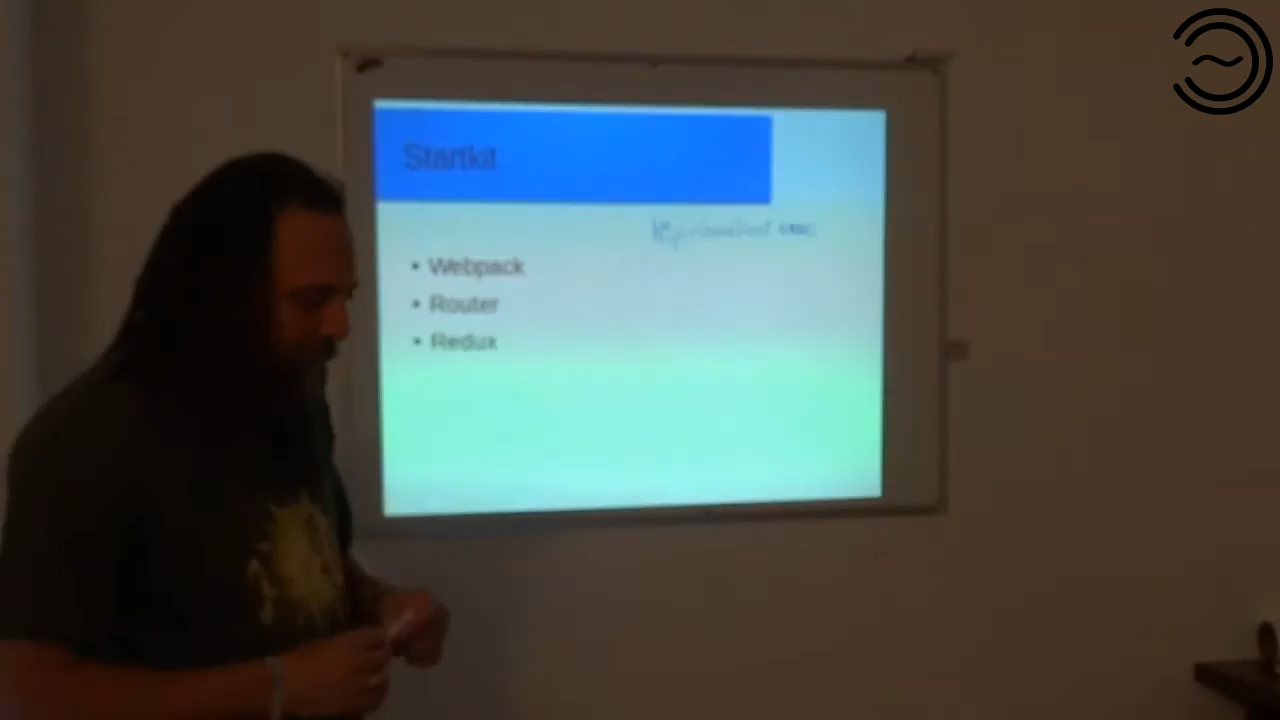 Startkit
• Webpack
• Router
• Redux